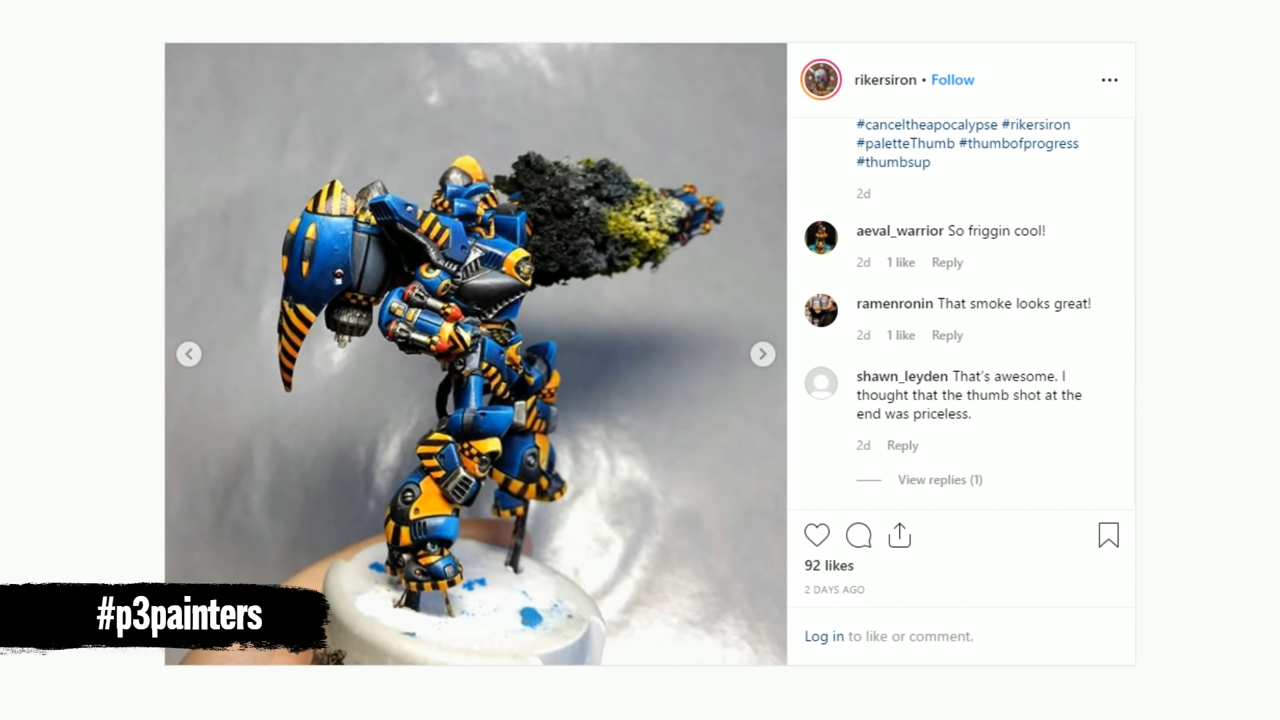 rikersiron • Follow
#canceltheapocalypse #rikersiron
#paletteThumb #thumbofprogress
#thumbsup
2d
aeval_warrior So friggin cool!
2d 1 like Reply
ramenronin That smoke looks great!
2d 1 like Reply
shawn_leyden That's awesome. I
thought that the thumb shot at the
end was priceless.
2d Reply
View replies (1)
92 likes
2 DAYS AGO
Log in to like or comment.
#p3painters